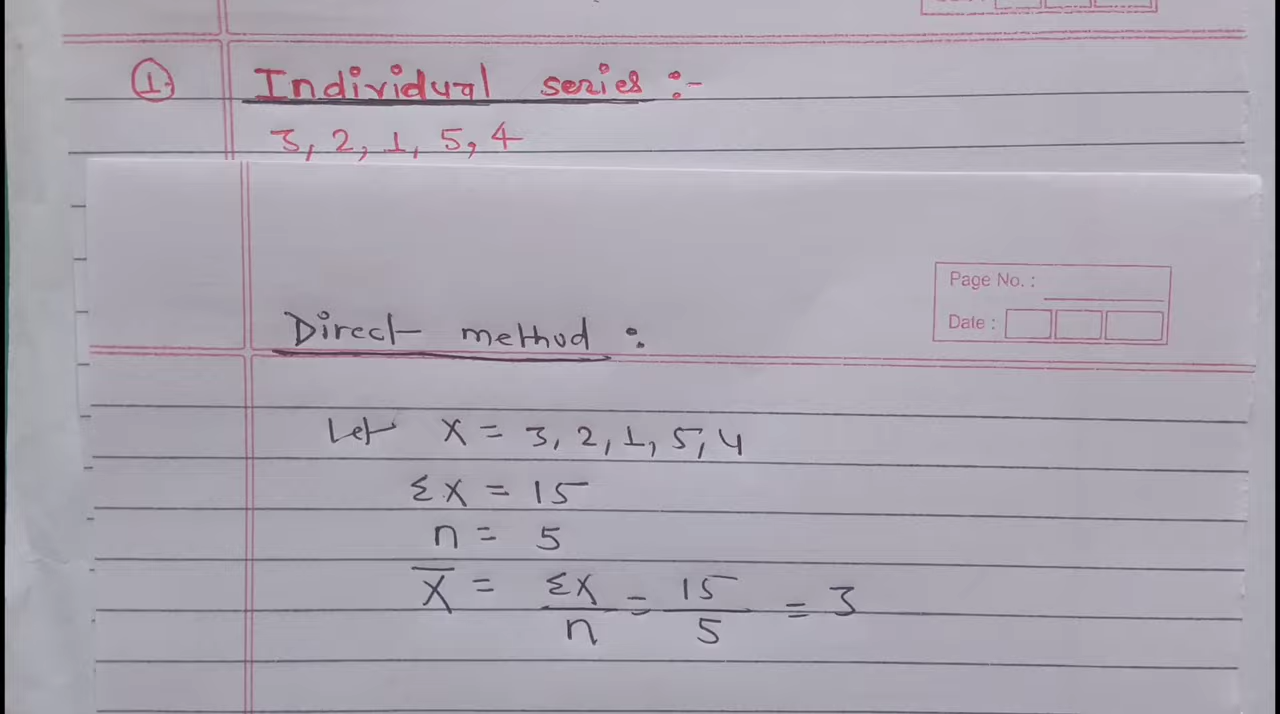 ① Individual series :-
3, 2, 1, 5, 4
Page No. :
Date :
Direct method :
Let X = 3, 2, 1, 5, 4
ΣX = 15
n = 5
X̅ = ΣX/n = 15/5 = 3